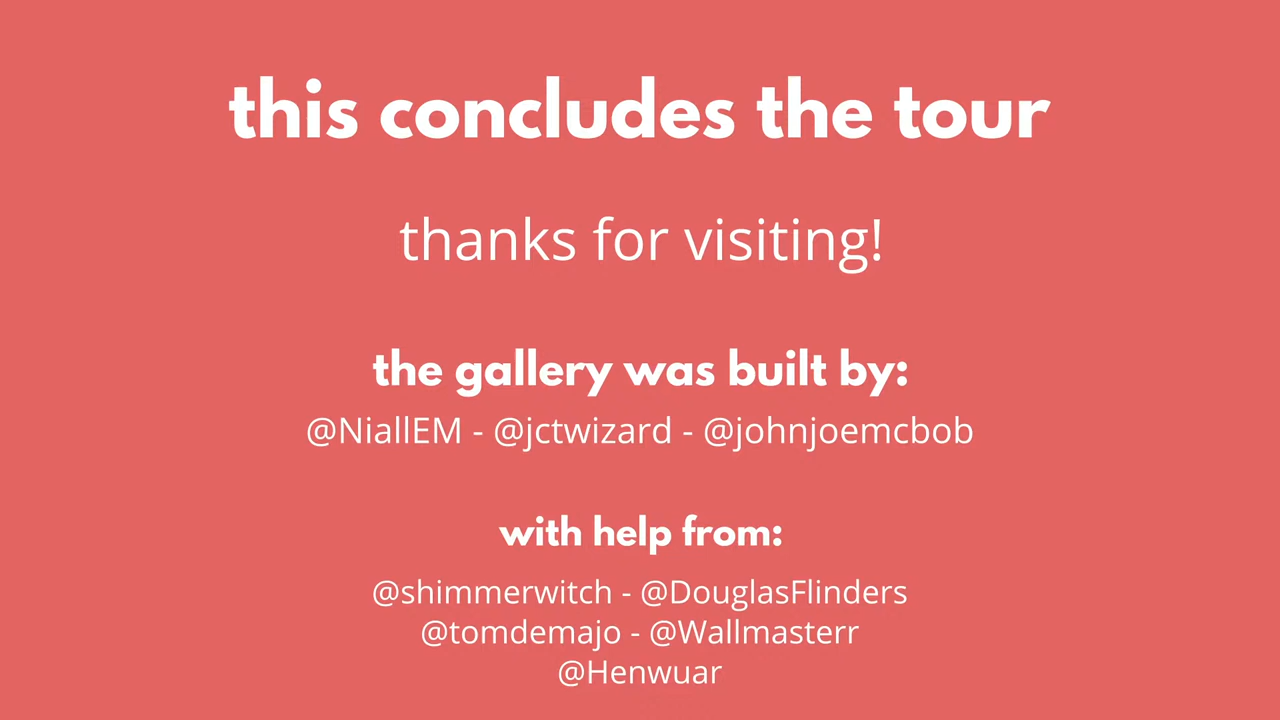 this concludes the tour
thanks for visiting!
the gallery was built by:
@NiallEM - @jctwizard - @johnjoemcbob
with help from:
@shimmerwitch - @DouglasFlinders
@tomdemajo - @Wallmasterr
@Henwuar